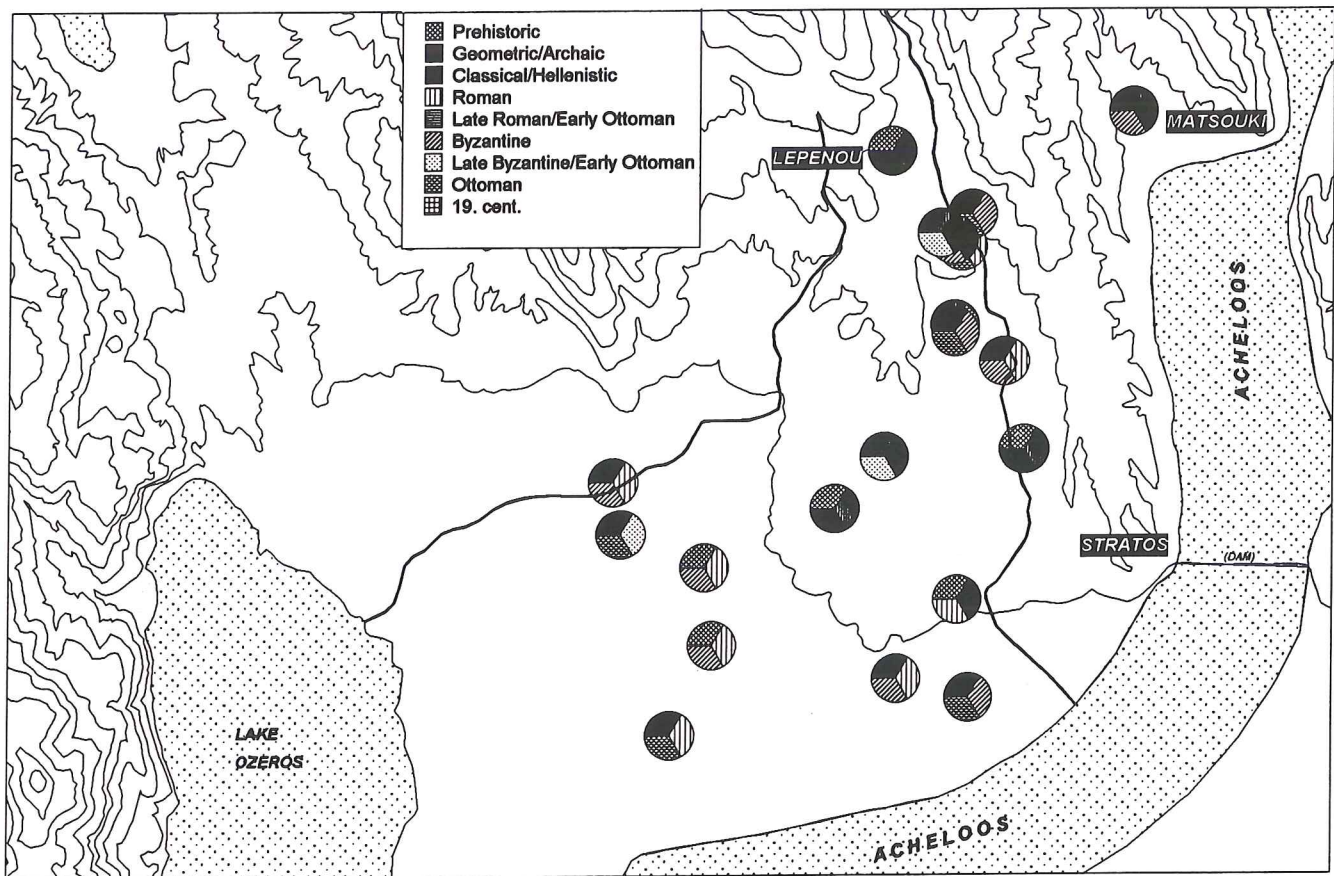 Prehistoric
Geometric/Archaic
Classical/Hellenistic
Roman
Late Roman/Early Ottoman
Byzantine
Late Byzantine/Early Ottoman
Ottoman
19. cent.
MATSOUKI
LEPENOU
ACHELOOS
STRATOS
(DAM)
LAKE
OZEROS
ACHELOOS